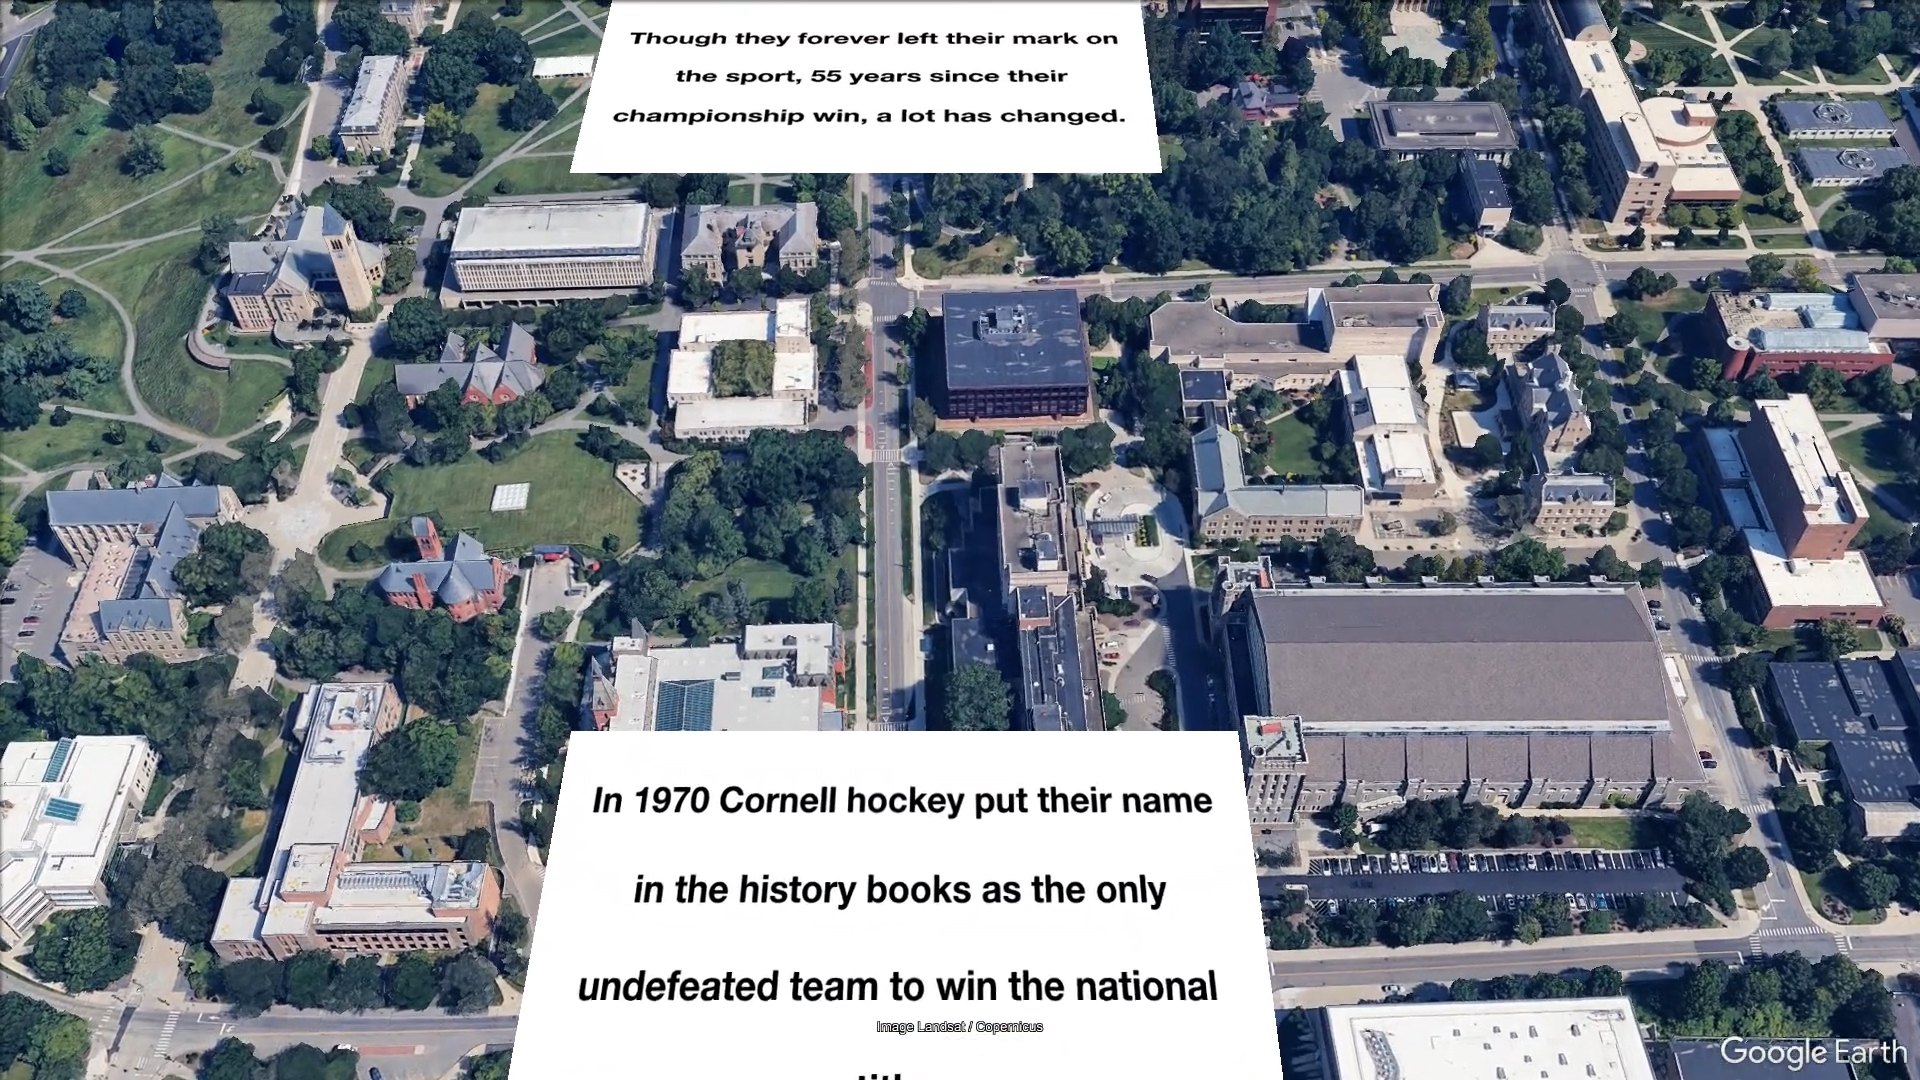 Though they forever left their mark on
the sport, 55 years since their
championship win, a lot has changed.
In 1970 Cornell hockey put their name
in the history books as the only
undefeated team to win the national
Image Landsat / Copernicus
Google Earth